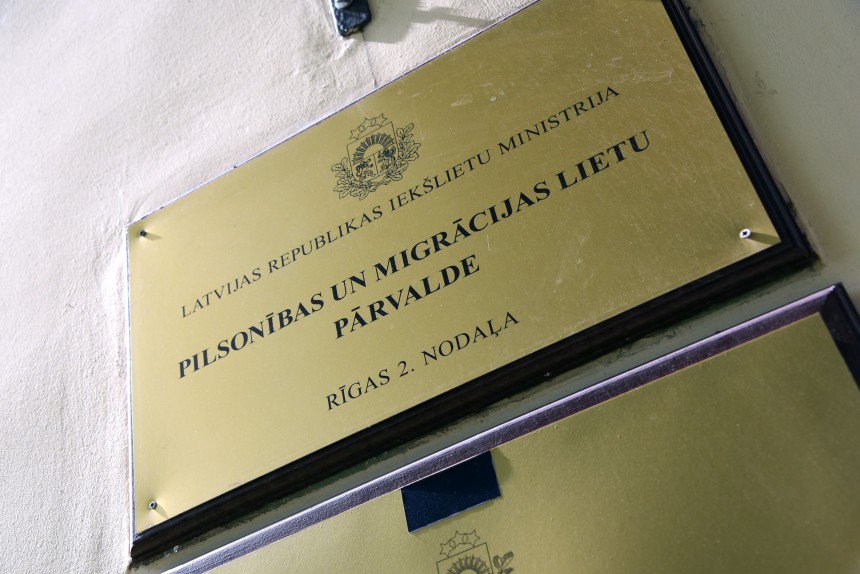 LATVIJAS REPUBLIKAS IEKŠLIETU MINISTRIJA
PILSONĪBAS UN MIGRĀCIJAS LIETU
PĀRVALDE
RĪGAS 2. NODAĻA